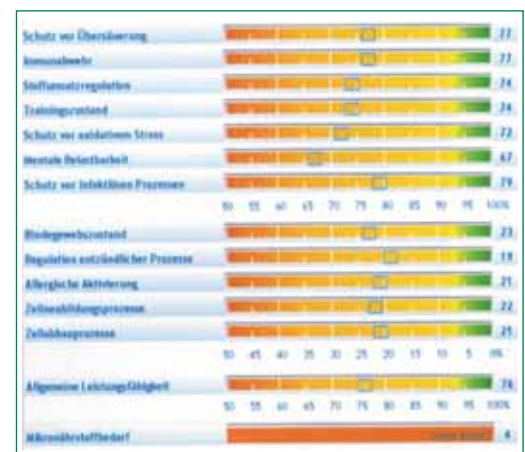 Schutz vor Übersäuerung 77
Immunabwehr 77
Stoffumsatzregulation 74
Trainingszustand 74
Schutz vor oxidativem Stress 72
Mentale Belastbarkeit 67
Schutz vor infektiösen Prozessen 79
50 55 60 65 70 75 80 85 90 95 100%
Bindegewebszustand 23
Regulation entzündlicher Prozesse 19
Allergische Aktivierung 21
Zellneubildungsprozesse 22
Zellabbauprozesse 21
50 45 40 35 30 25 20 15 10 5 0%
Allgemeine Leistungsfähigkeit 76
50 55 60 65 70 75 80 85 90 95 100%
Mikronährstoffbedarf 4